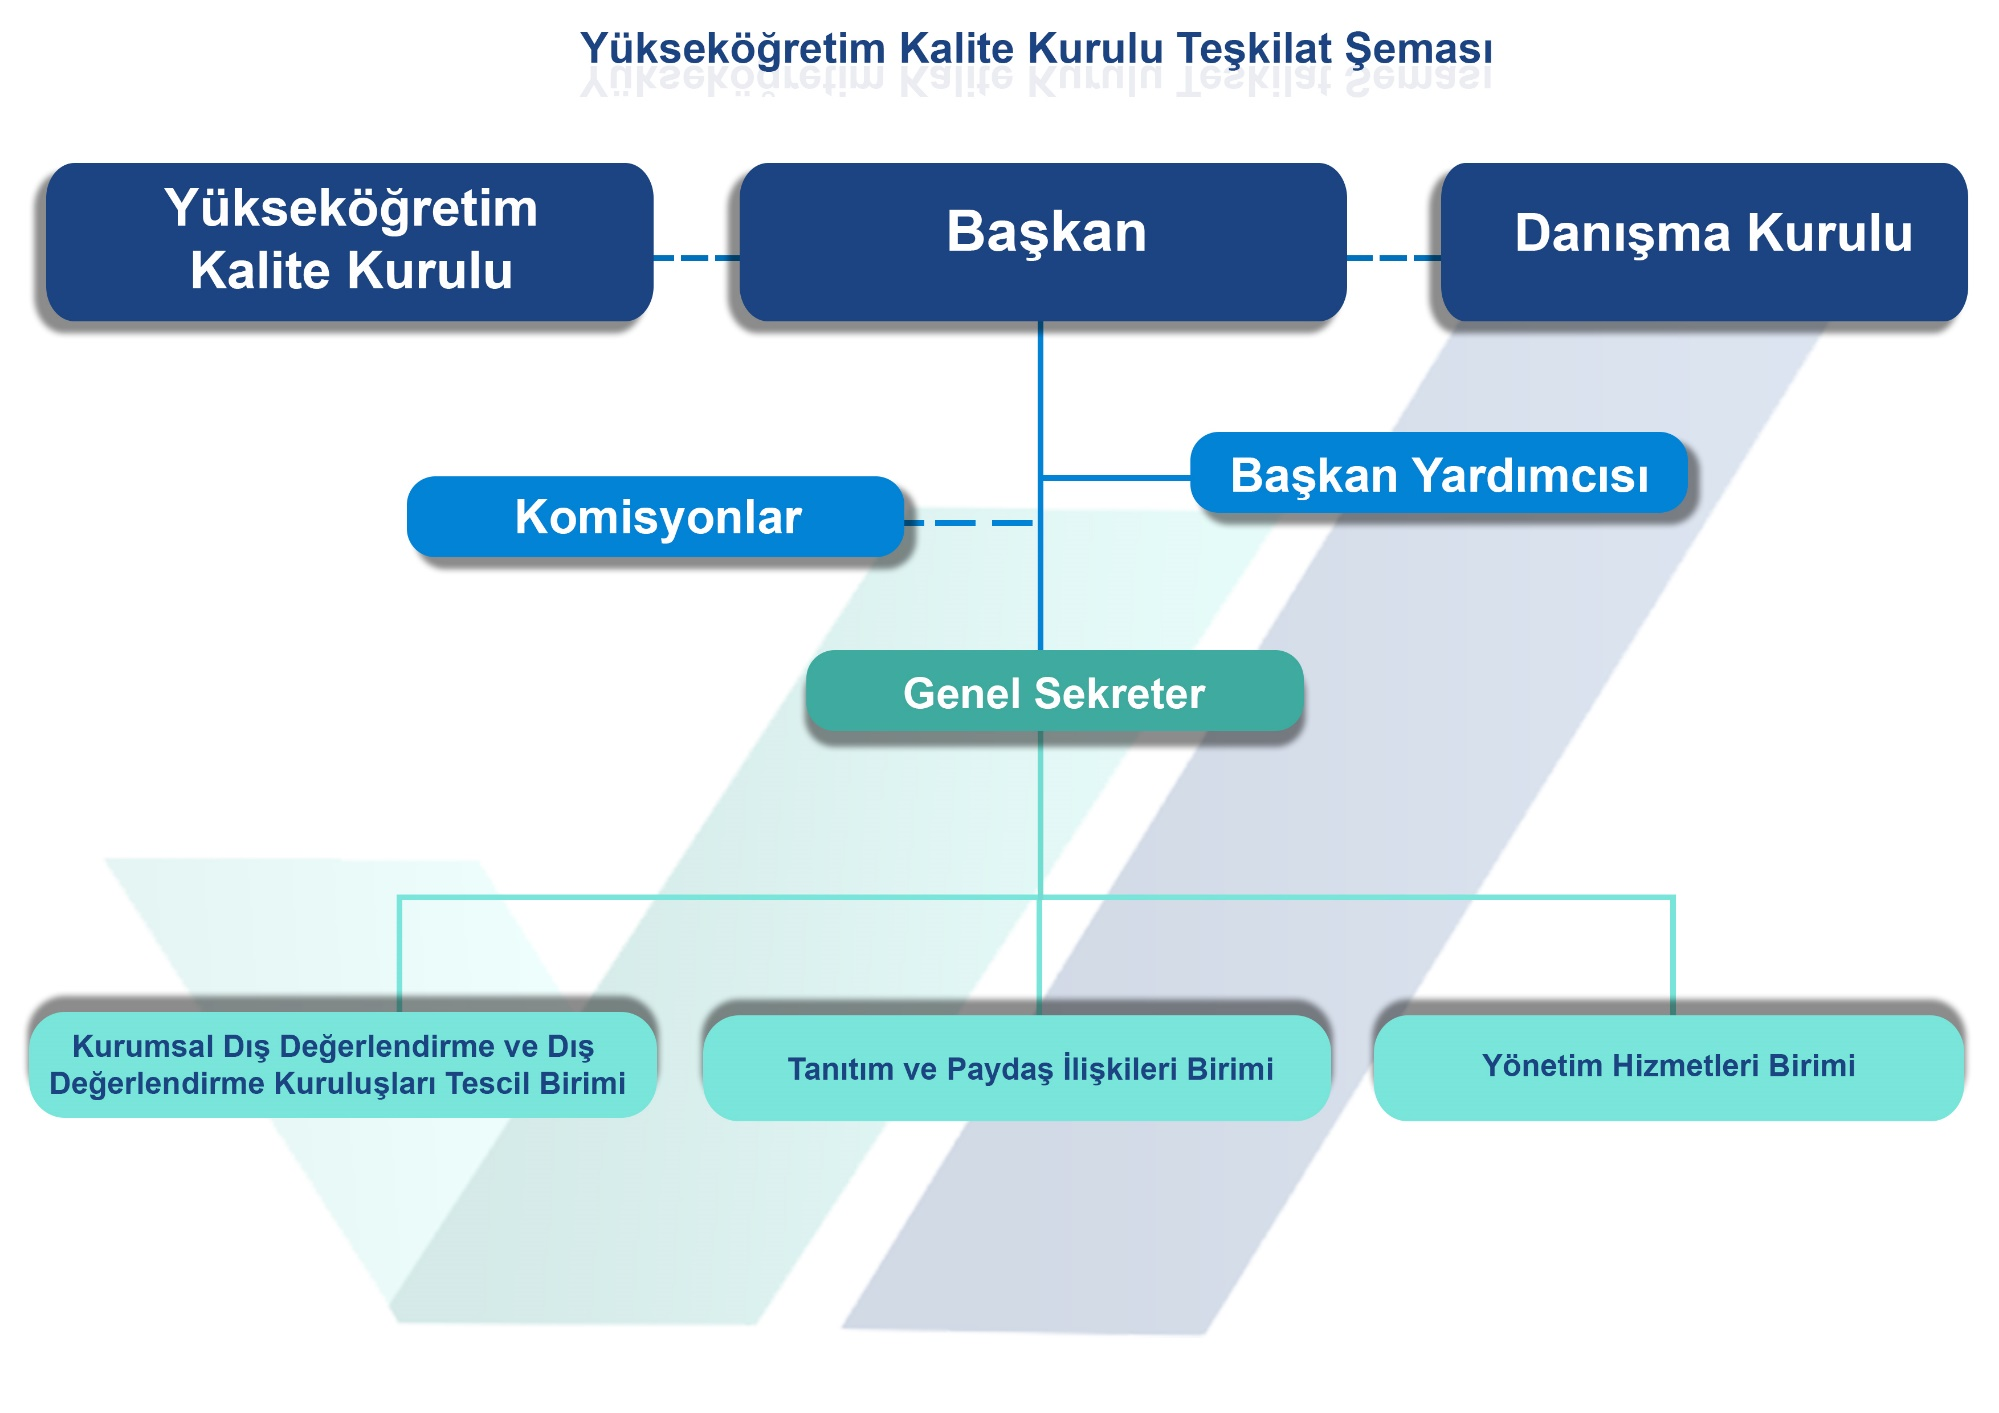 Yükseköğretim Kalite Kurulu Teşkilat Şeması
Yükseköğretim
Kalite Kurulu
Başkan
Danışma Kurulu
Başkan Yardımcısı
Komisyonlar
Genel Sekreter
Kurumsal Dış Değerlendirme ve Dış
Değerlendirme Kuruluşları Tescil Birimi
Tanıtım ve Paydaş İlişkileri Birimi
Yönetim Hizmetleri Birimi